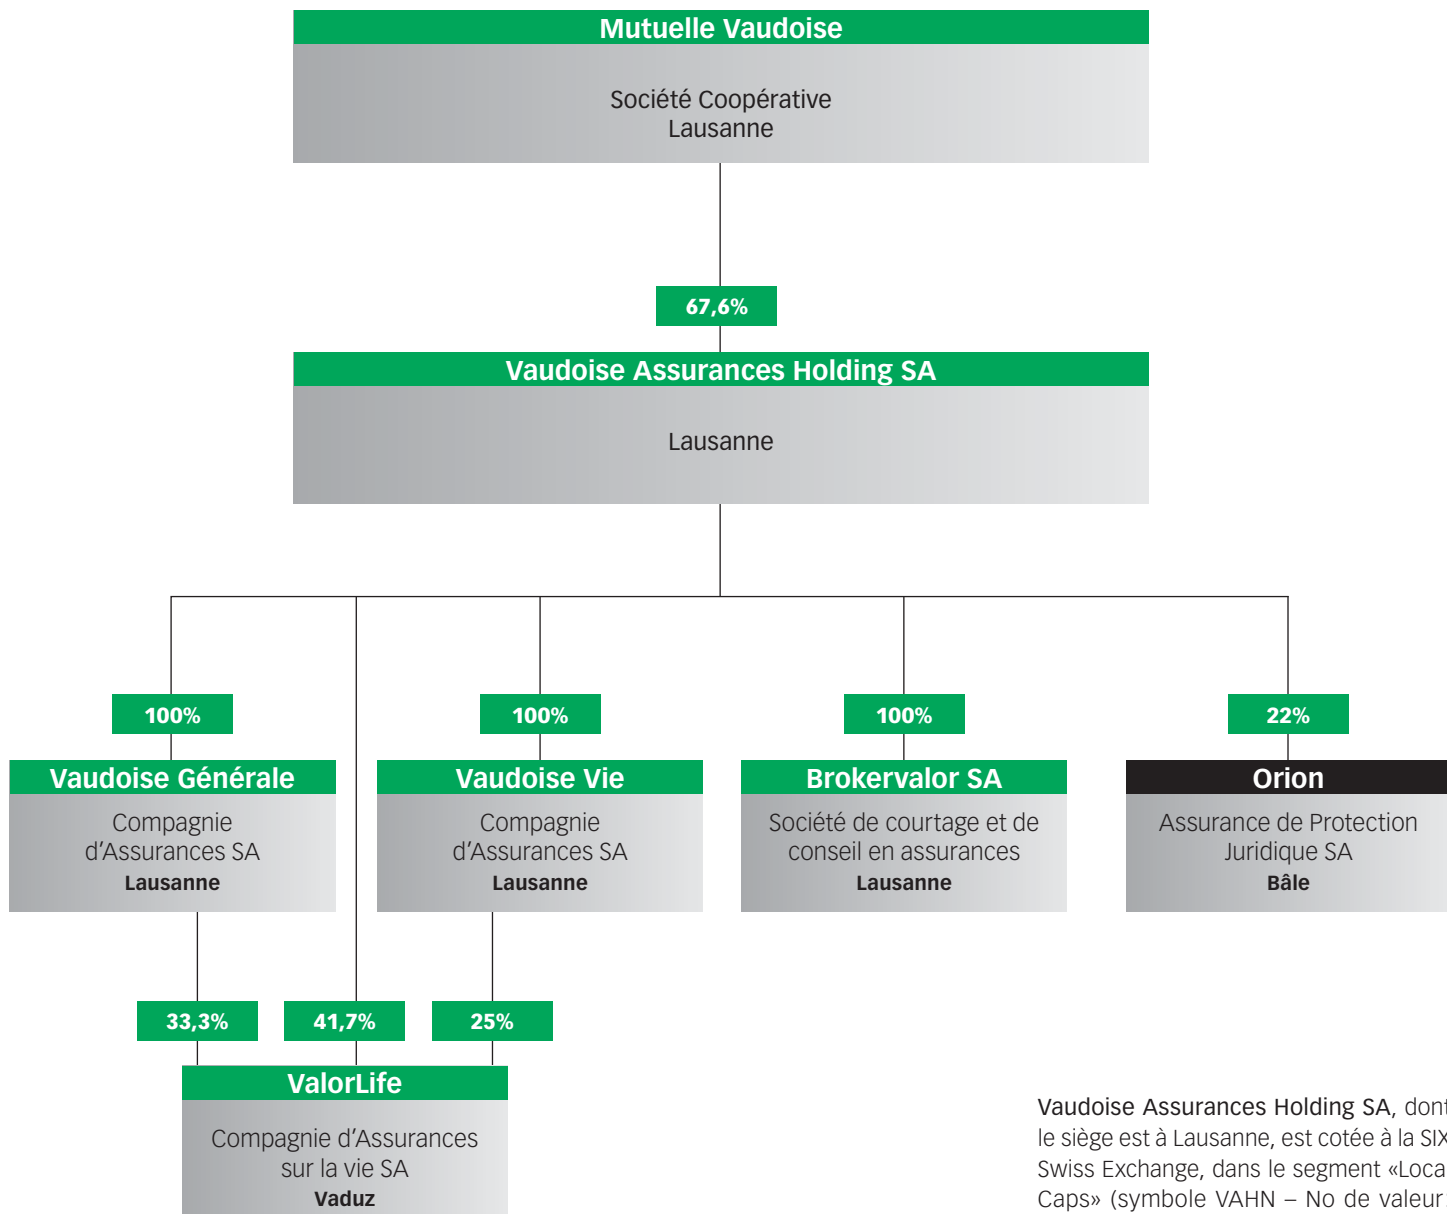 Mutuelle Vaudoise
Société Coopérative
Lausanne
67,6%
Vaudoise Assurances Holding SA
Lausanne
100%
100%
100%
22%
Vaudoise Générale
Compagnie
d'Assurances SA
Lausanne
Vaudoise Vie
Compagnie
d'Assurances SA
Lausanne
Brokervalor SA
Société de courtage et de
conseil en assurances
Lausanne
Orion
Assurance de Protection
Juridique SA
Bâle
33,3%
41,7%
25%
ValorLife
Compagnie d'Assurances
sur la vie SA
Vaduz
Vaudoise Assurances Holding SA, dont
le siège est à Lausanne, est cotée à la SIX
Swiss Exchange, dans le segment «Local
Caps» (symbole VAHN – No de valeur